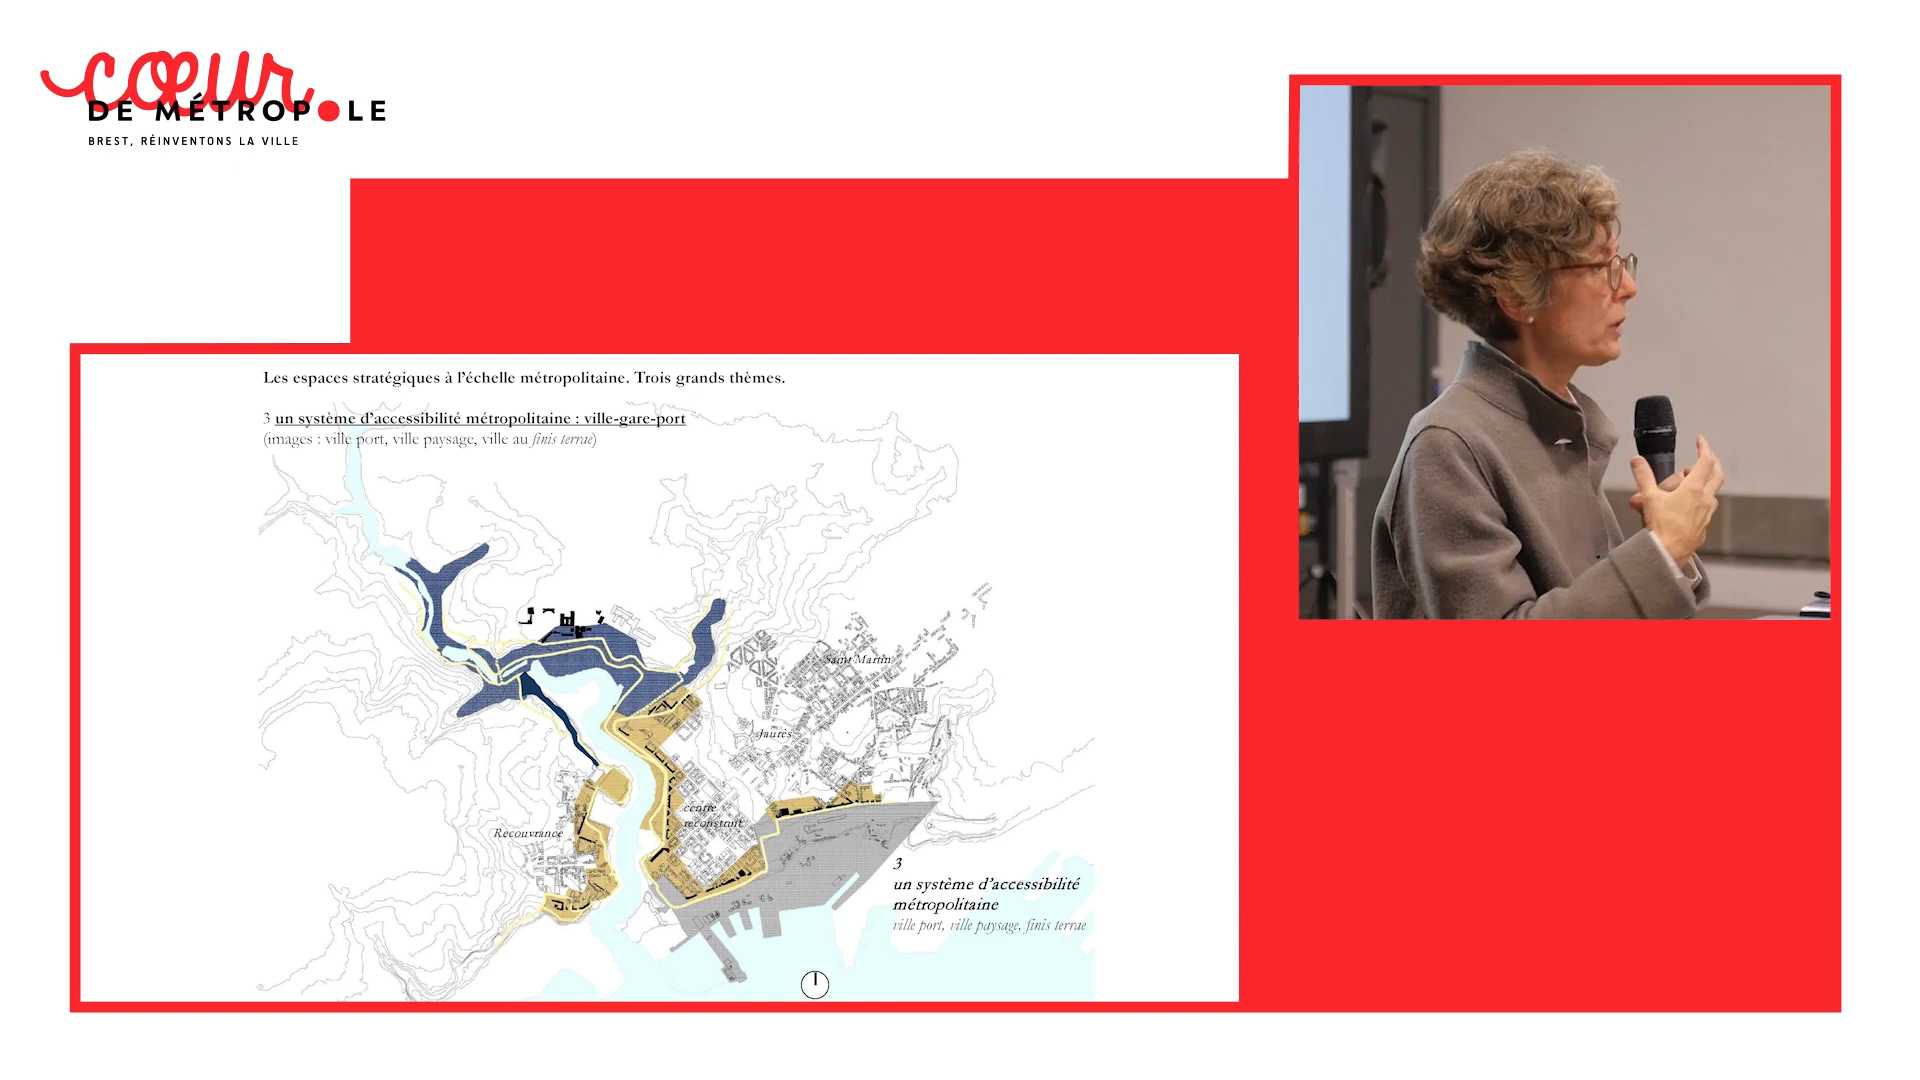 cœur
DE MÉTROPOLE
BREST, RÉINVENTONS LA VILLE
Les espaces stratégiques à l’échelle métropolitaine. Trois grands thèmes.
3 un système d’accessibilité métropolitaine : ville-gare-port
(images : ville port, ville paysage, ville au finis terrae)
Saint Martin
Jaurès
centre
reconstruit
Recouvrance
3
un système d’accessibilité
métropolitaine
ville port, ville paysage, finis terrae